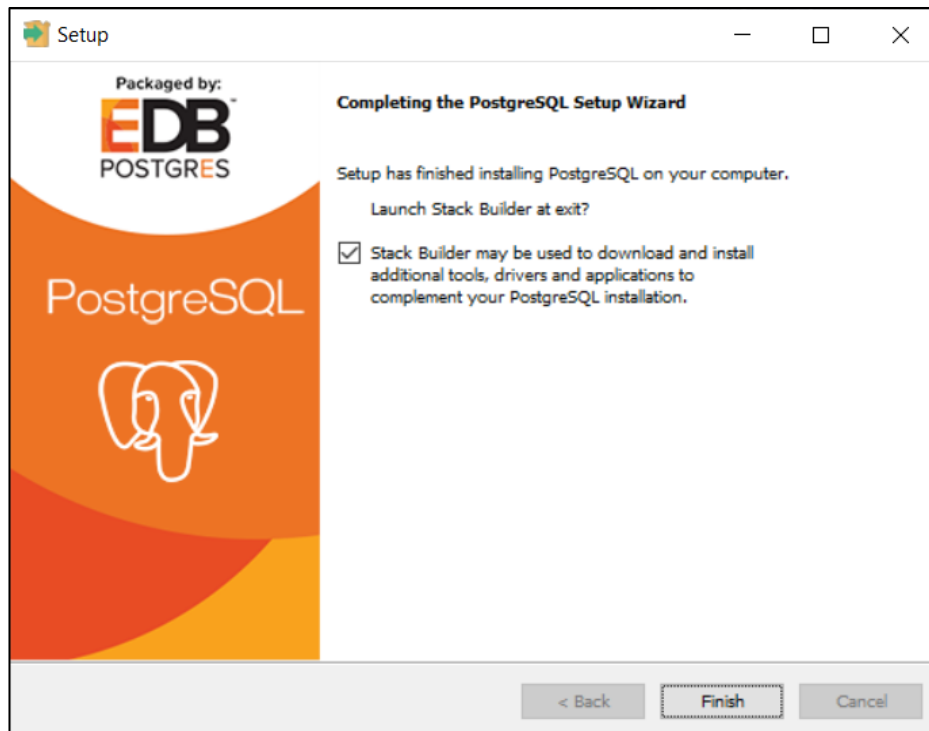 Setup
Packaged by:
EDB
POSTGRES
PostgreSQL
Completing the PostgreSQL Setup Wizard
Setup has finished installing PostgreSQL on your computer.
Launch Stack Builder at exit?
Stack Builder may be used to download and install
additional tools, drivers and applications to
complement your PostgreSQL installation.
< Back
Finish
Cancel